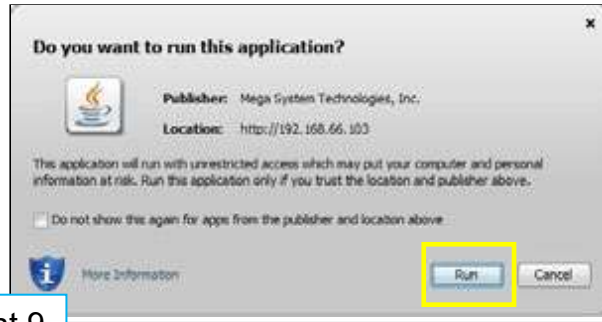 Do you want to run this application?
Publisher: Mega System Technologies, Inc.
Location: http://192.168.66.103
This application will run with unrestricted access which may put your computer and personal
information at risk. Run this application only if you trust the location and publisher above.
Do not show this again for apps from the publisher and location above
More Information
Run Cancel
9